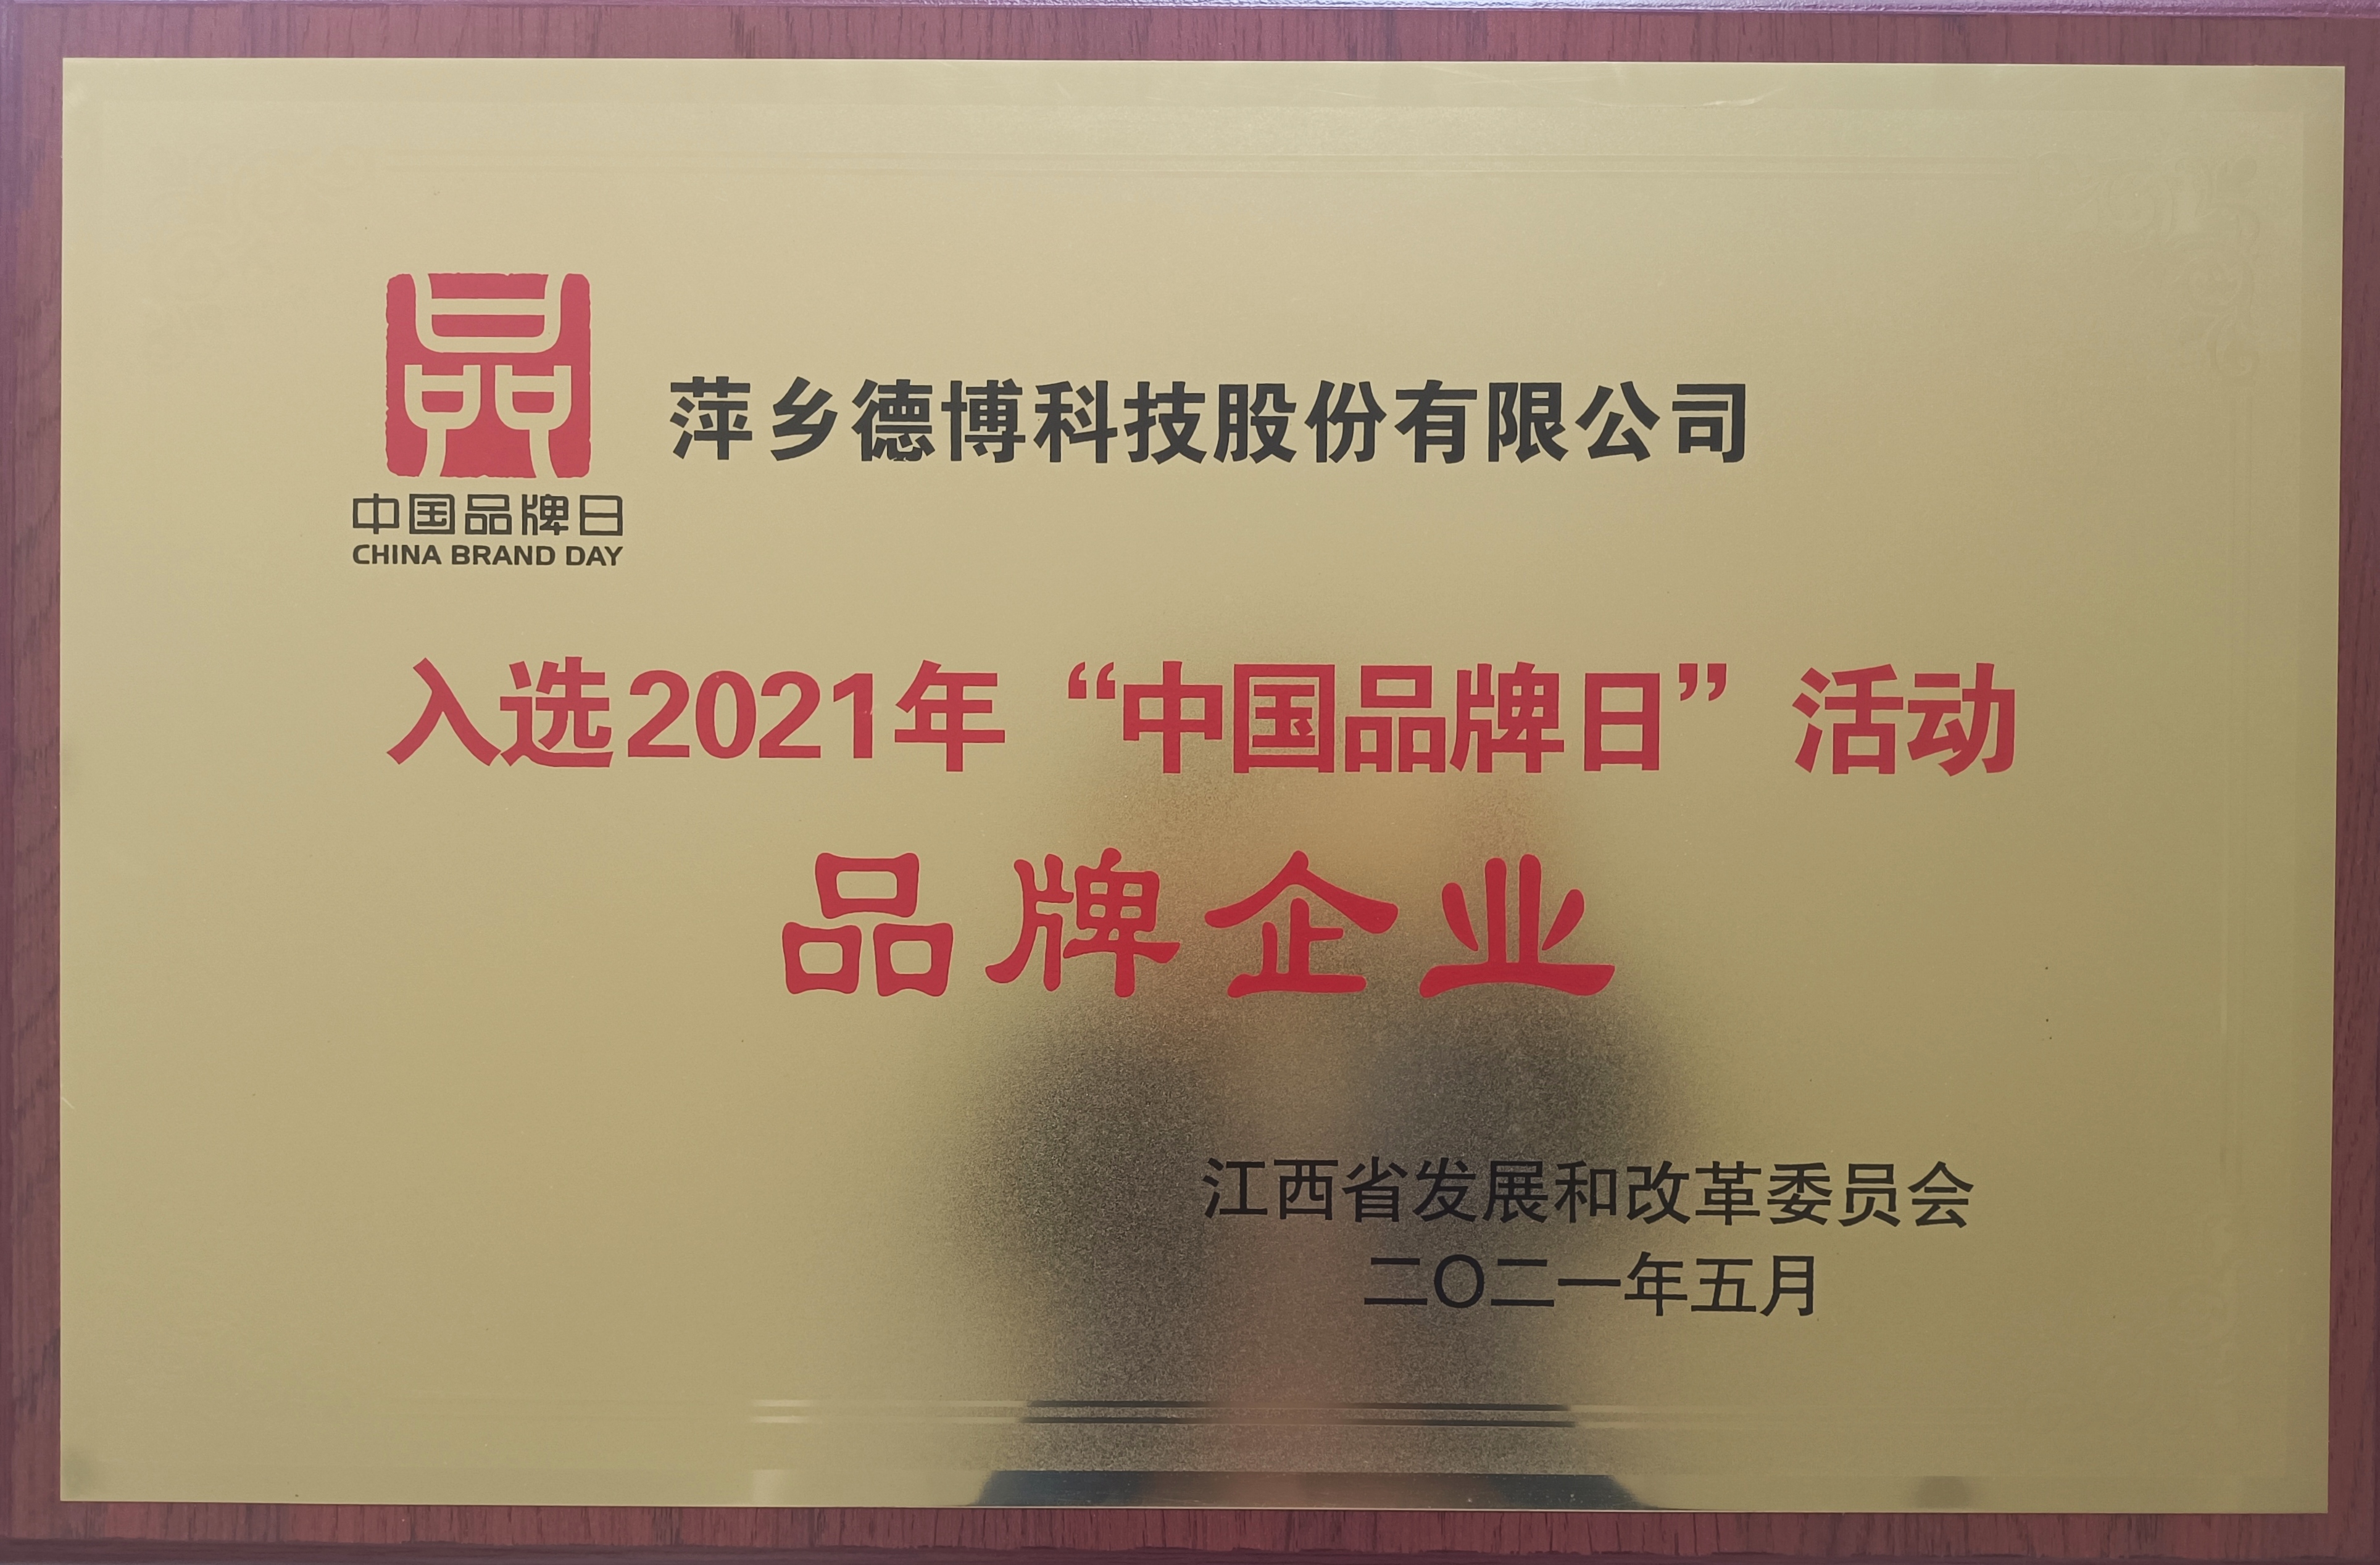 品
中国品牌日
CHINA BRAND DAY
萍乡德博科技股份有限公司
入选2021年“中国品牌日”活动
品牌企业
江西省发展和改革委员会
二〇二一年五月